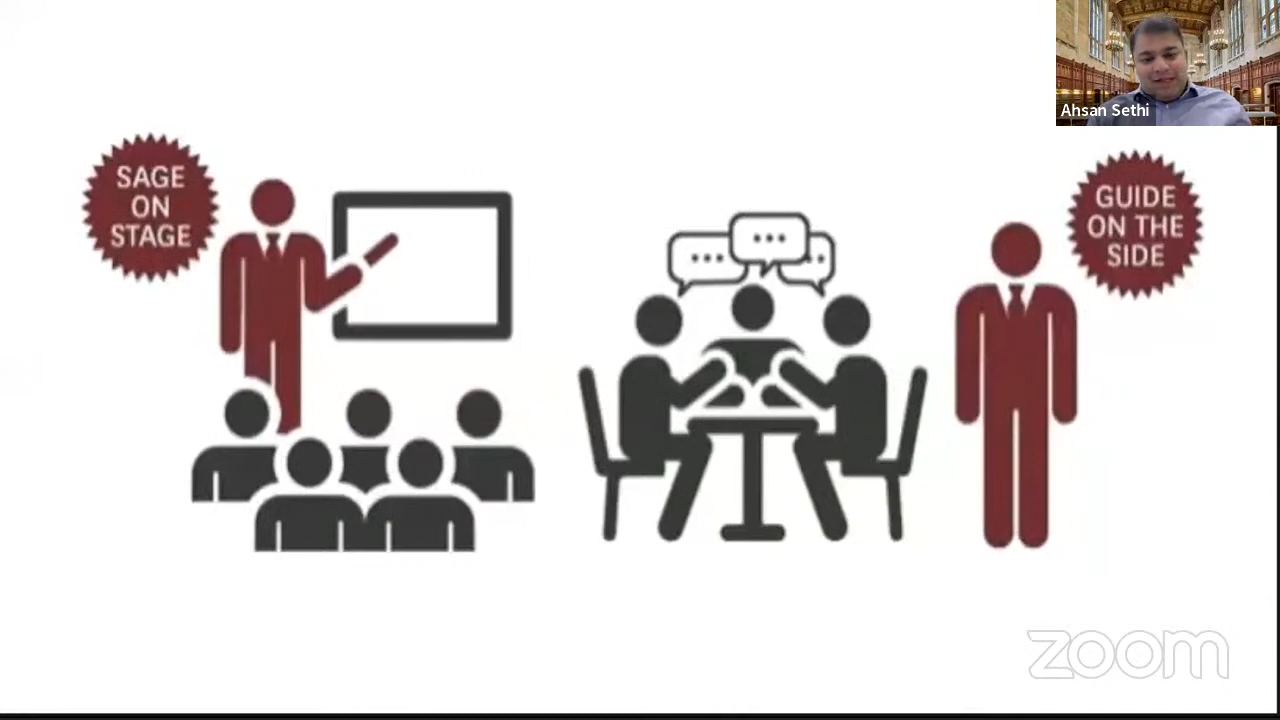 Ahsan Sethi
SAGE
ON
STAGE
GUIDE
ON THE
SIDE
zoom